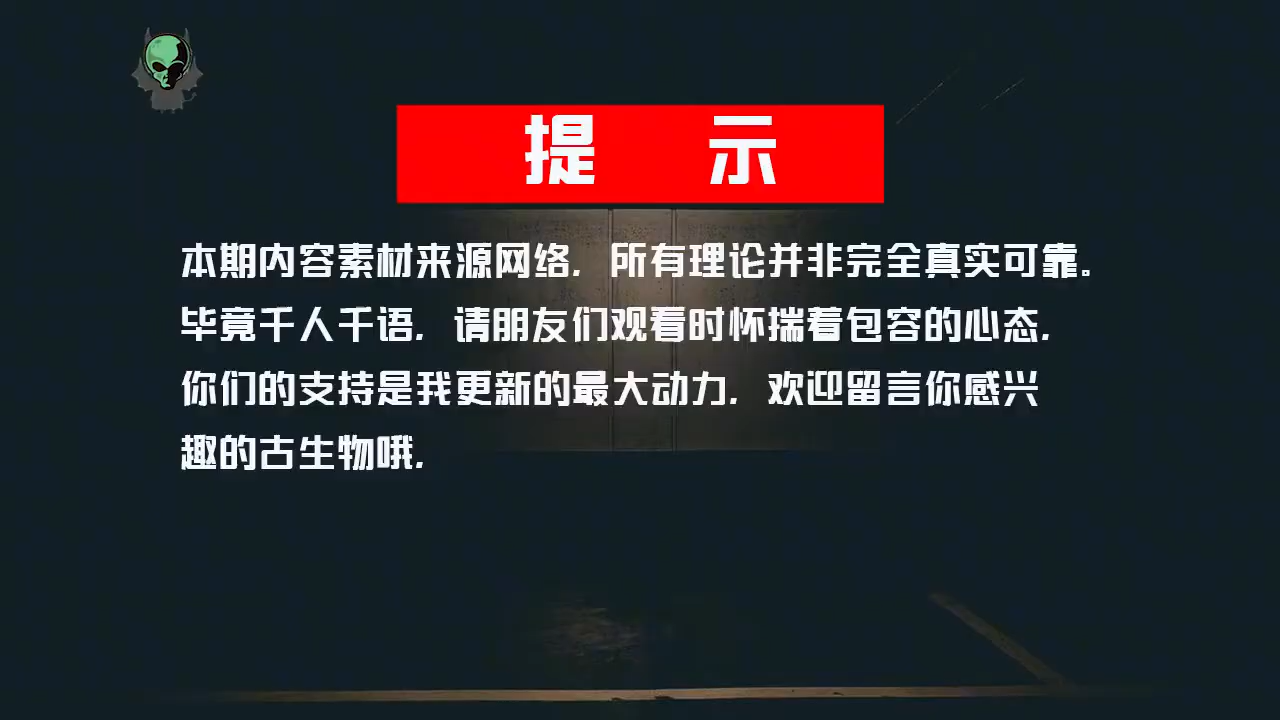 提 示
本期内容素材来源网络, 所有理论并非完全真实可靠。
毕竟千人千语, 请朋友们观看时怀揣着包容的心态,
你们的支持是我更新的最大动力, 欢迎留言你感兴
趣的古生物哦,